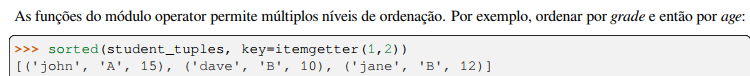 As funções do módulo operator permite múltiplos níveis de ordenação. Por exemplo, ordenar por grade e então por age:
>>> sorted(student_tuples, key=itemgetter(1,2))
[('john', 'A', 15), ('dave', 'B', 10), ('jane', 'B', 12)]